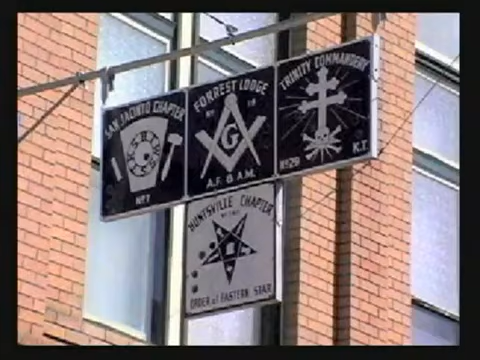 SAN JACINTO CHAPTER
No 7
FORREST LODGE
No 19
G
A.F. & A.M.
TRINITY COMMANDERY
No 29
K.T.
HUNTSVILLE CHAPTER
ORDER of EASTERN STAR